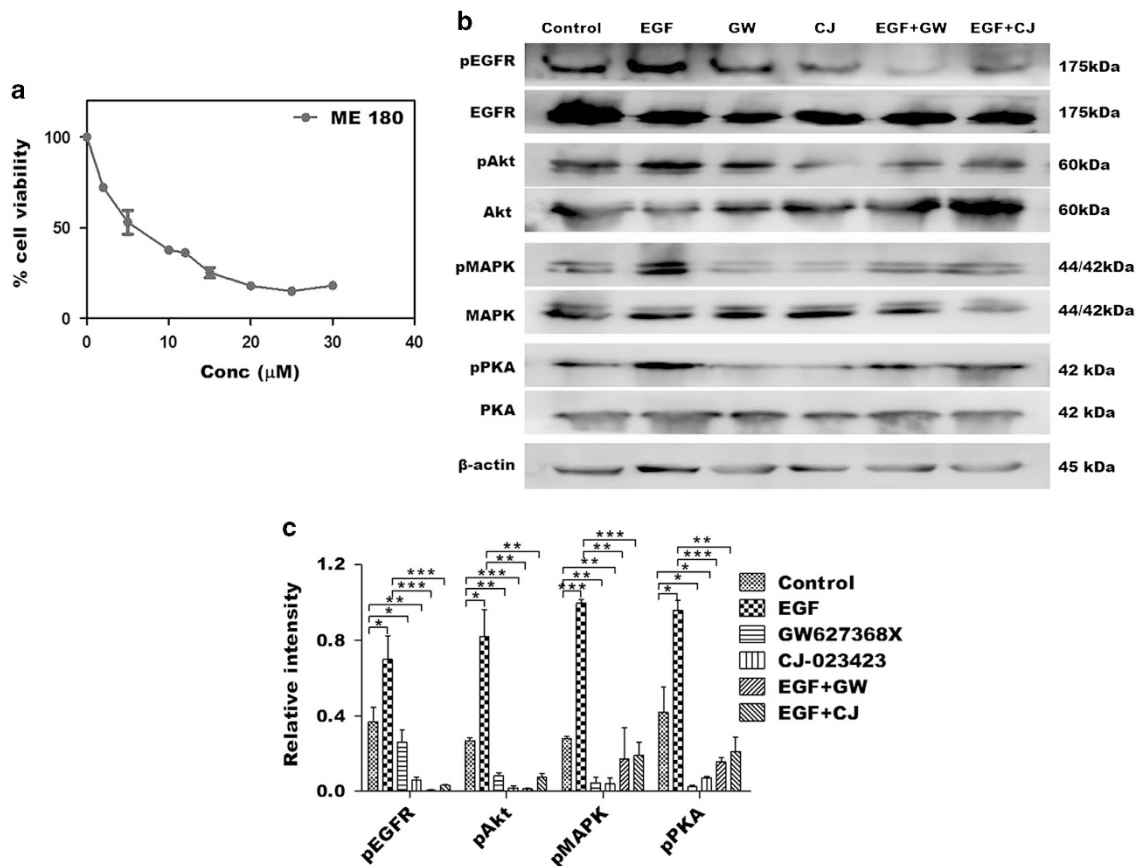 a
ME 180
100
50
0
0 10 20 30 40
% cell viability
Conc (μM)
b
Control EGF GW CJ EGF+GW EGF+CJ
pEGFR 175kDa
EGFR 175kDa
pAkt 60kDa
Akt 60kDa
pMAPK 44/42kDa
MAPK 44/42kDa
pPKA 42 kDa
PKA 42 kDa
β-actin 45 kDa
c
1.2
0.8
0.4
0.0
Relative intensity
***
***
**
*
*
**
**
***
**
*
***
**
**
**
***
**
***
*
*
*
Control
EGF
GW627368X
CJ-023423
EGF+GW
EGF+CJ
pEGFR pAkt pMAPK pPKA